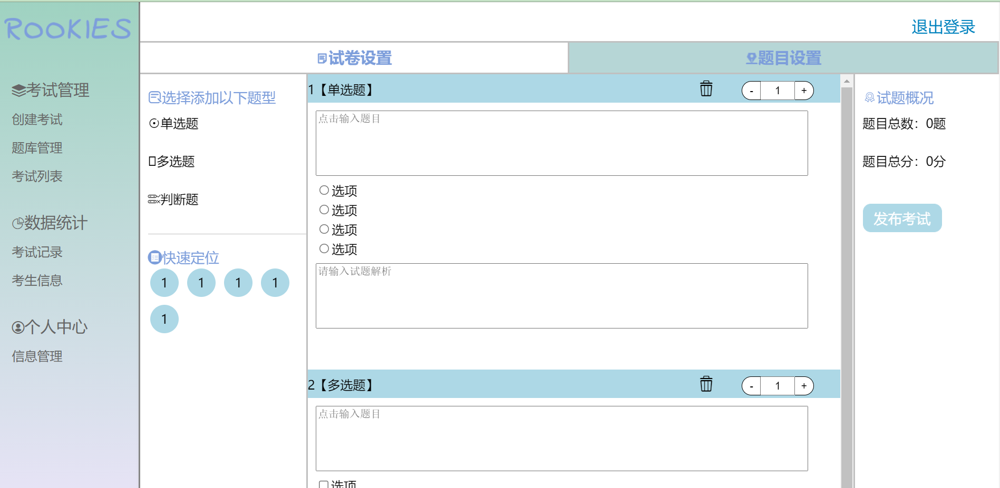 ROOKIES
考试管理
创建考试
题库管理
考试列表
数据统计
考试记录
考生信息
个人中心
信息管理
退出登录
试卷设置
题目设置
选择添加以下题型
单选题
多选题
判断题
快速定位
1 1 1 1
1
1【单选题】 - 1 +
点击输入题目
选项
选项
选项
选项
请输入试题解析
2【多选题】 - 1 +
点击输入题目
选项
试题概况
题目总数：0题
题目总分：0分
发布考试